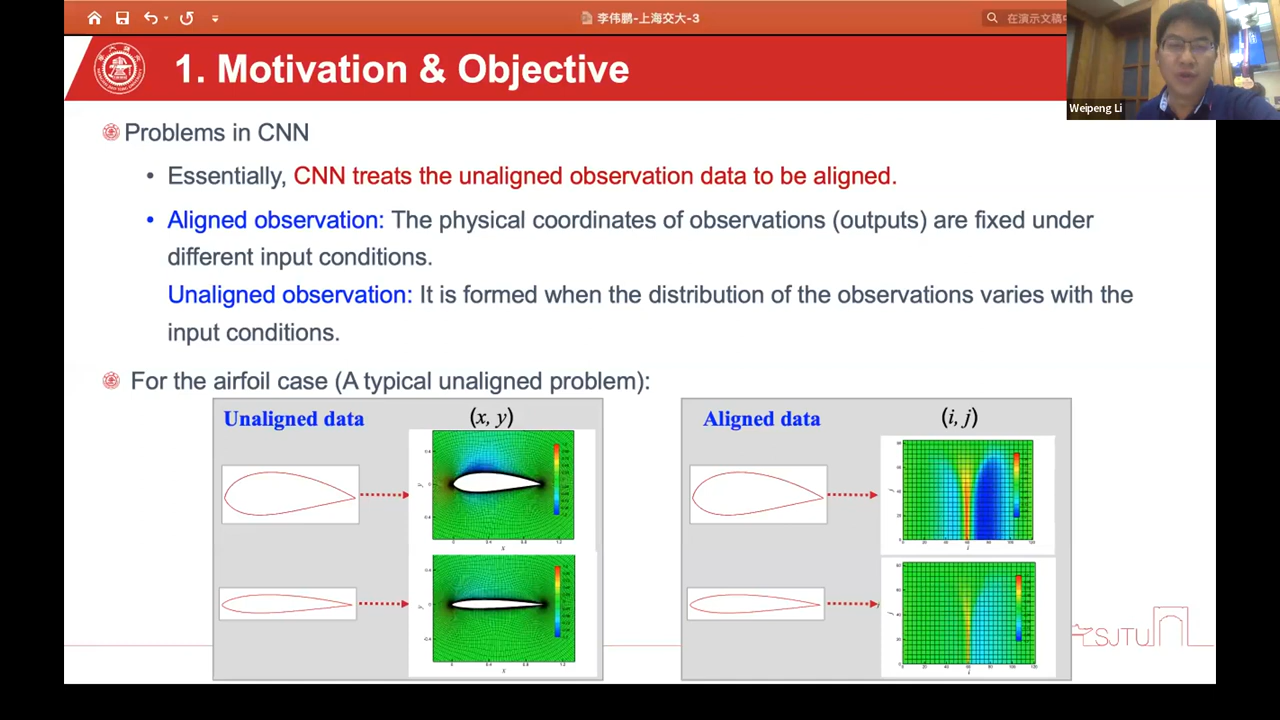 李伟鹏-上海交大-3
在演示文稿中
Weipeng Li
1. Motivation & Objective
Problems in CNN
• Essentially, CNN treats the unaligned observation data to be aligned.
• Aligned observation: The physical coordinates of observations (outputs) are fixed under
different input conditions.
Unaligned observation: It is formed when the distribution of the observations varies with the
input conditions.
For the airfoil case (A typical unaligned problem):
Unaligned data (x, y)
Aligned data (i, j)
SJTU